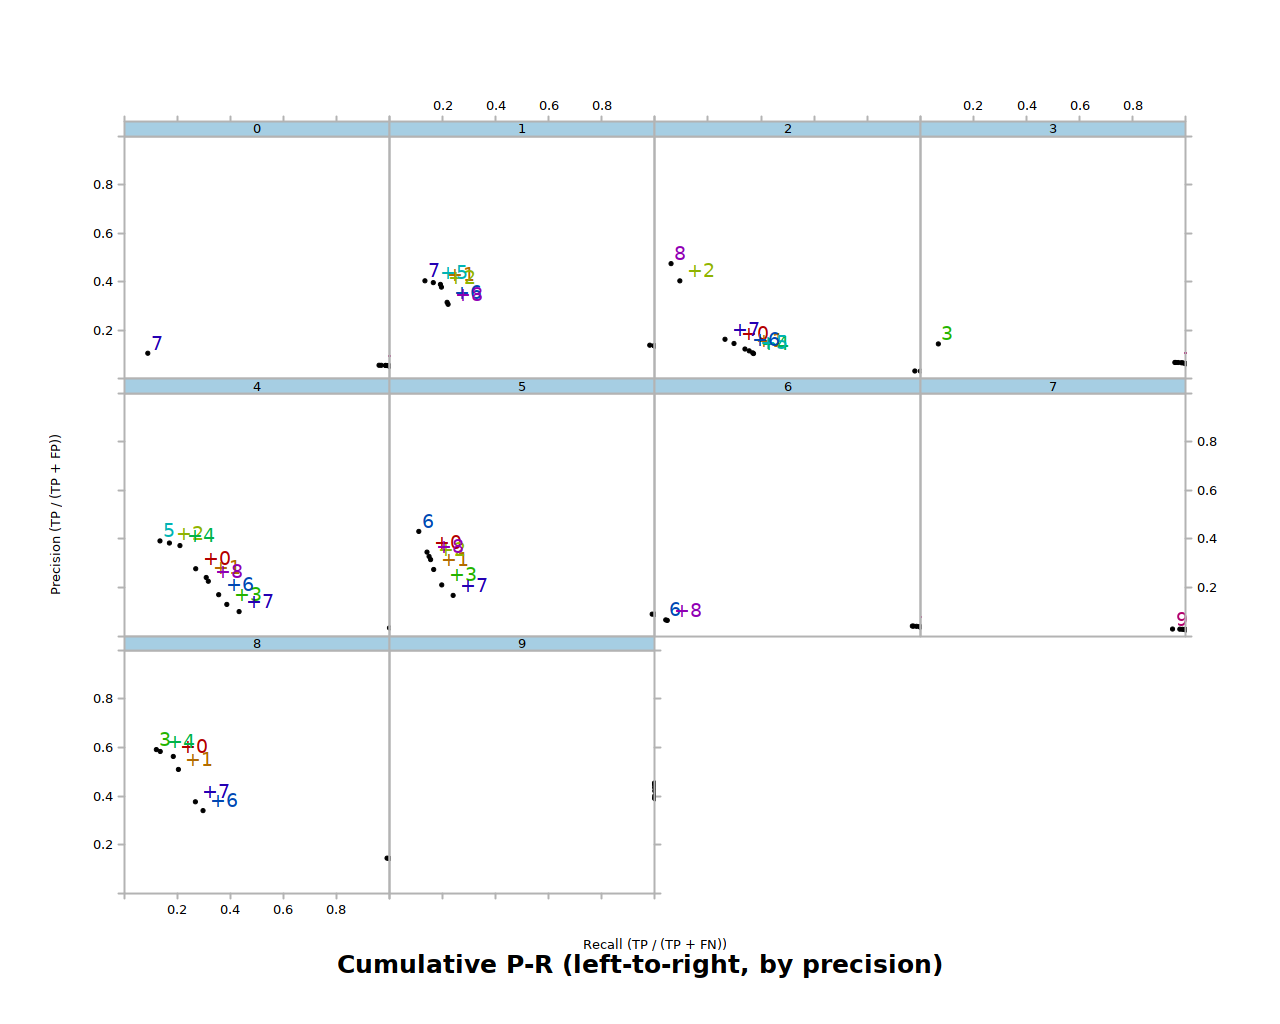 0.2 0.4 0.6 0.8 0.2 0.4 0.6 0.8
0 1 2 3
0.8
0.6
0.4
0.2
7
7 +5 +1 +2 +6 +8
8 +2
+7 +0 +6
3
4 5 6 7
0.8
0.6
0.4
0.2
5 +2 +4
+0
+8
+6
+3
+7
6
+0
+1
+3
+7
6 +8
9
8 9
0.8
0.6
0.4
0.2
3 +4 +0
+1
+7
+6
0.2 0.4 0.6 0.8
Precision (TP / (TP + FP))
Recall (TP / (TP + FN))
Cumulative P-R (left-to-right, by precision)